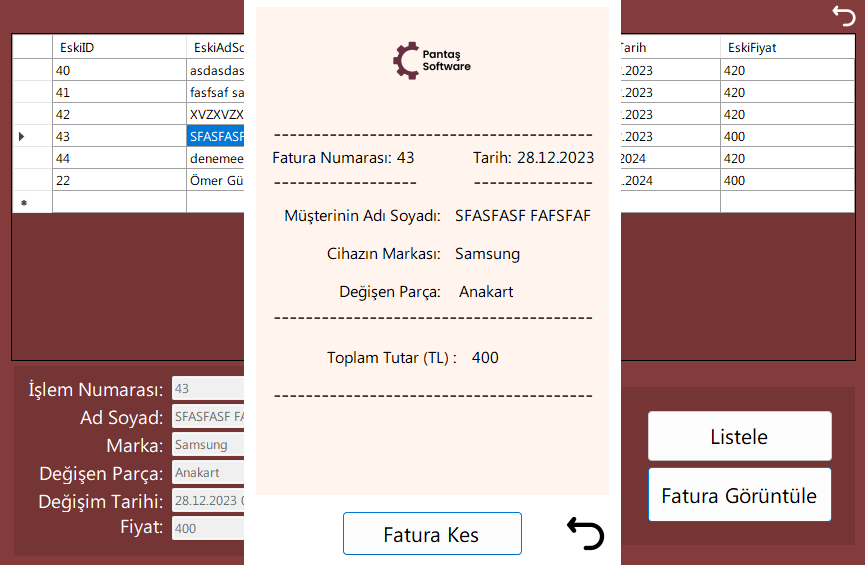 EskiID EskiAdSo Tarih EskiFiyat
40 asdasdas .2023 420
41 fasfsaf sa .2023 420
42 XVZXVZX .2023 420
43 SFASFASF .2023 400
44 denemee 2024 420
22 Ömer Gü .2024 400
Pantaş
Software
Fatura Numarası: 43 Tarih: 28.12.2023
Müşterinin Adı Soyadı: SFASFASF FAFSFAF
Cihazın Markası: Samsung
Değişen Parça: Anakart
Toplam Tutar (TL) : 400
Fatura Kes
İşlem Numarası: 43
Ad Soyad: SFASFASF FA
Marka: Samsung
Değişen Parça: Anakart
Değişim Tarihi: 28.12.2023 0
Fiyat: 400
Listele
Fatura Görüntüle